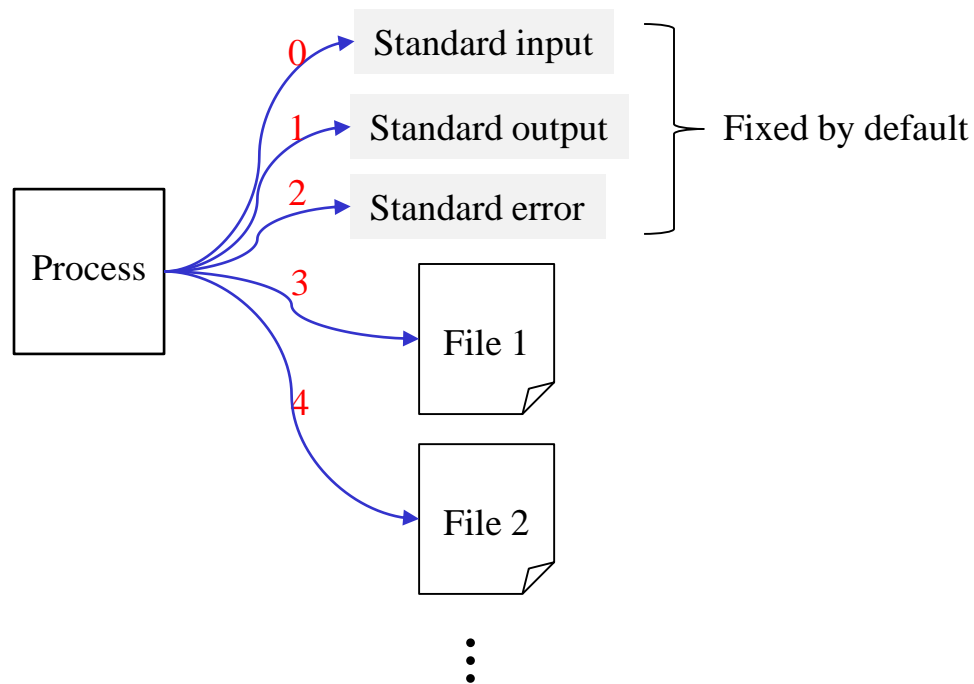 0
Standard input
1
Standard output
Fixed by default
2
Standard error
Process
3
File 1
4
File 2